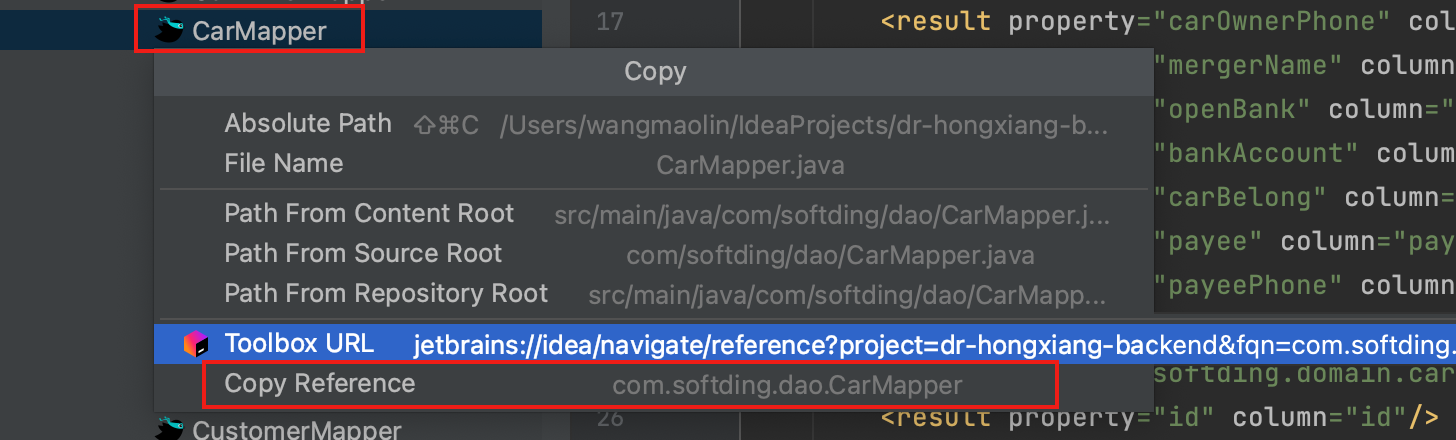 CarMapper
17 <result property="carOwnerPhone" col
Copy
"mergerName" column
Absolute Path ⇧⌘C /Users/wangmaolin/IdeaProjects/dr-hongxiang-b...
"openBank" column="
File Name CarMapper.java
"bankAccount" colum
Path From Content Root src/main/java/com/softding/dao/CarMapper.j...
"carBelong" column=
Path From Source Root com/softding/dao/CarMapper.java
"payee" column="pay
Path From Repository Root src/main/java/com/softding/dao/CarMapp...
"payeePhone" column
Toolbox URL jetbrains://idea/navigate/reference?project=dr-hongxiang-backend&fqn=com.softding.
Copy Reference com.softding.dao.CarMapper
softding.domain.car
CustomerMapper
26 <result property="id" column="id"/>